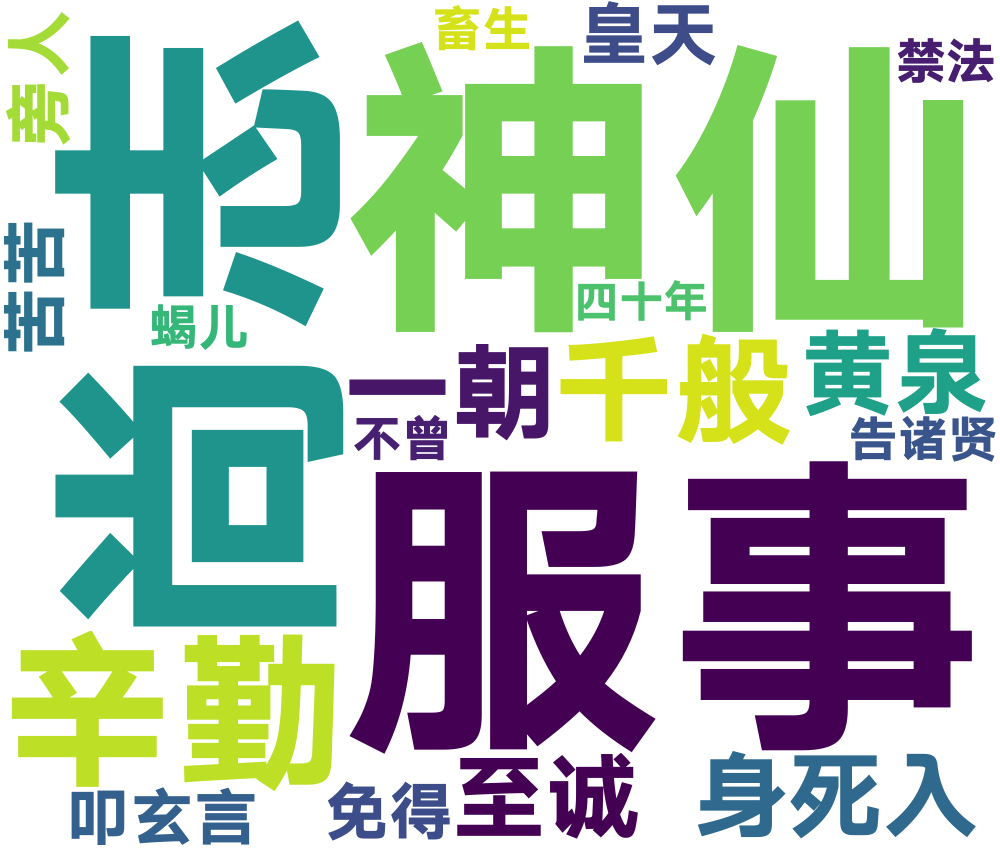 畜生
皇天
禁法
旁人
尚志
神仙
苦苦
蝎儿
四十年
一朝
千般
黄泉
不曾
告诸贤
服事
辛勤
叩玄言
免得
至诚
身死入